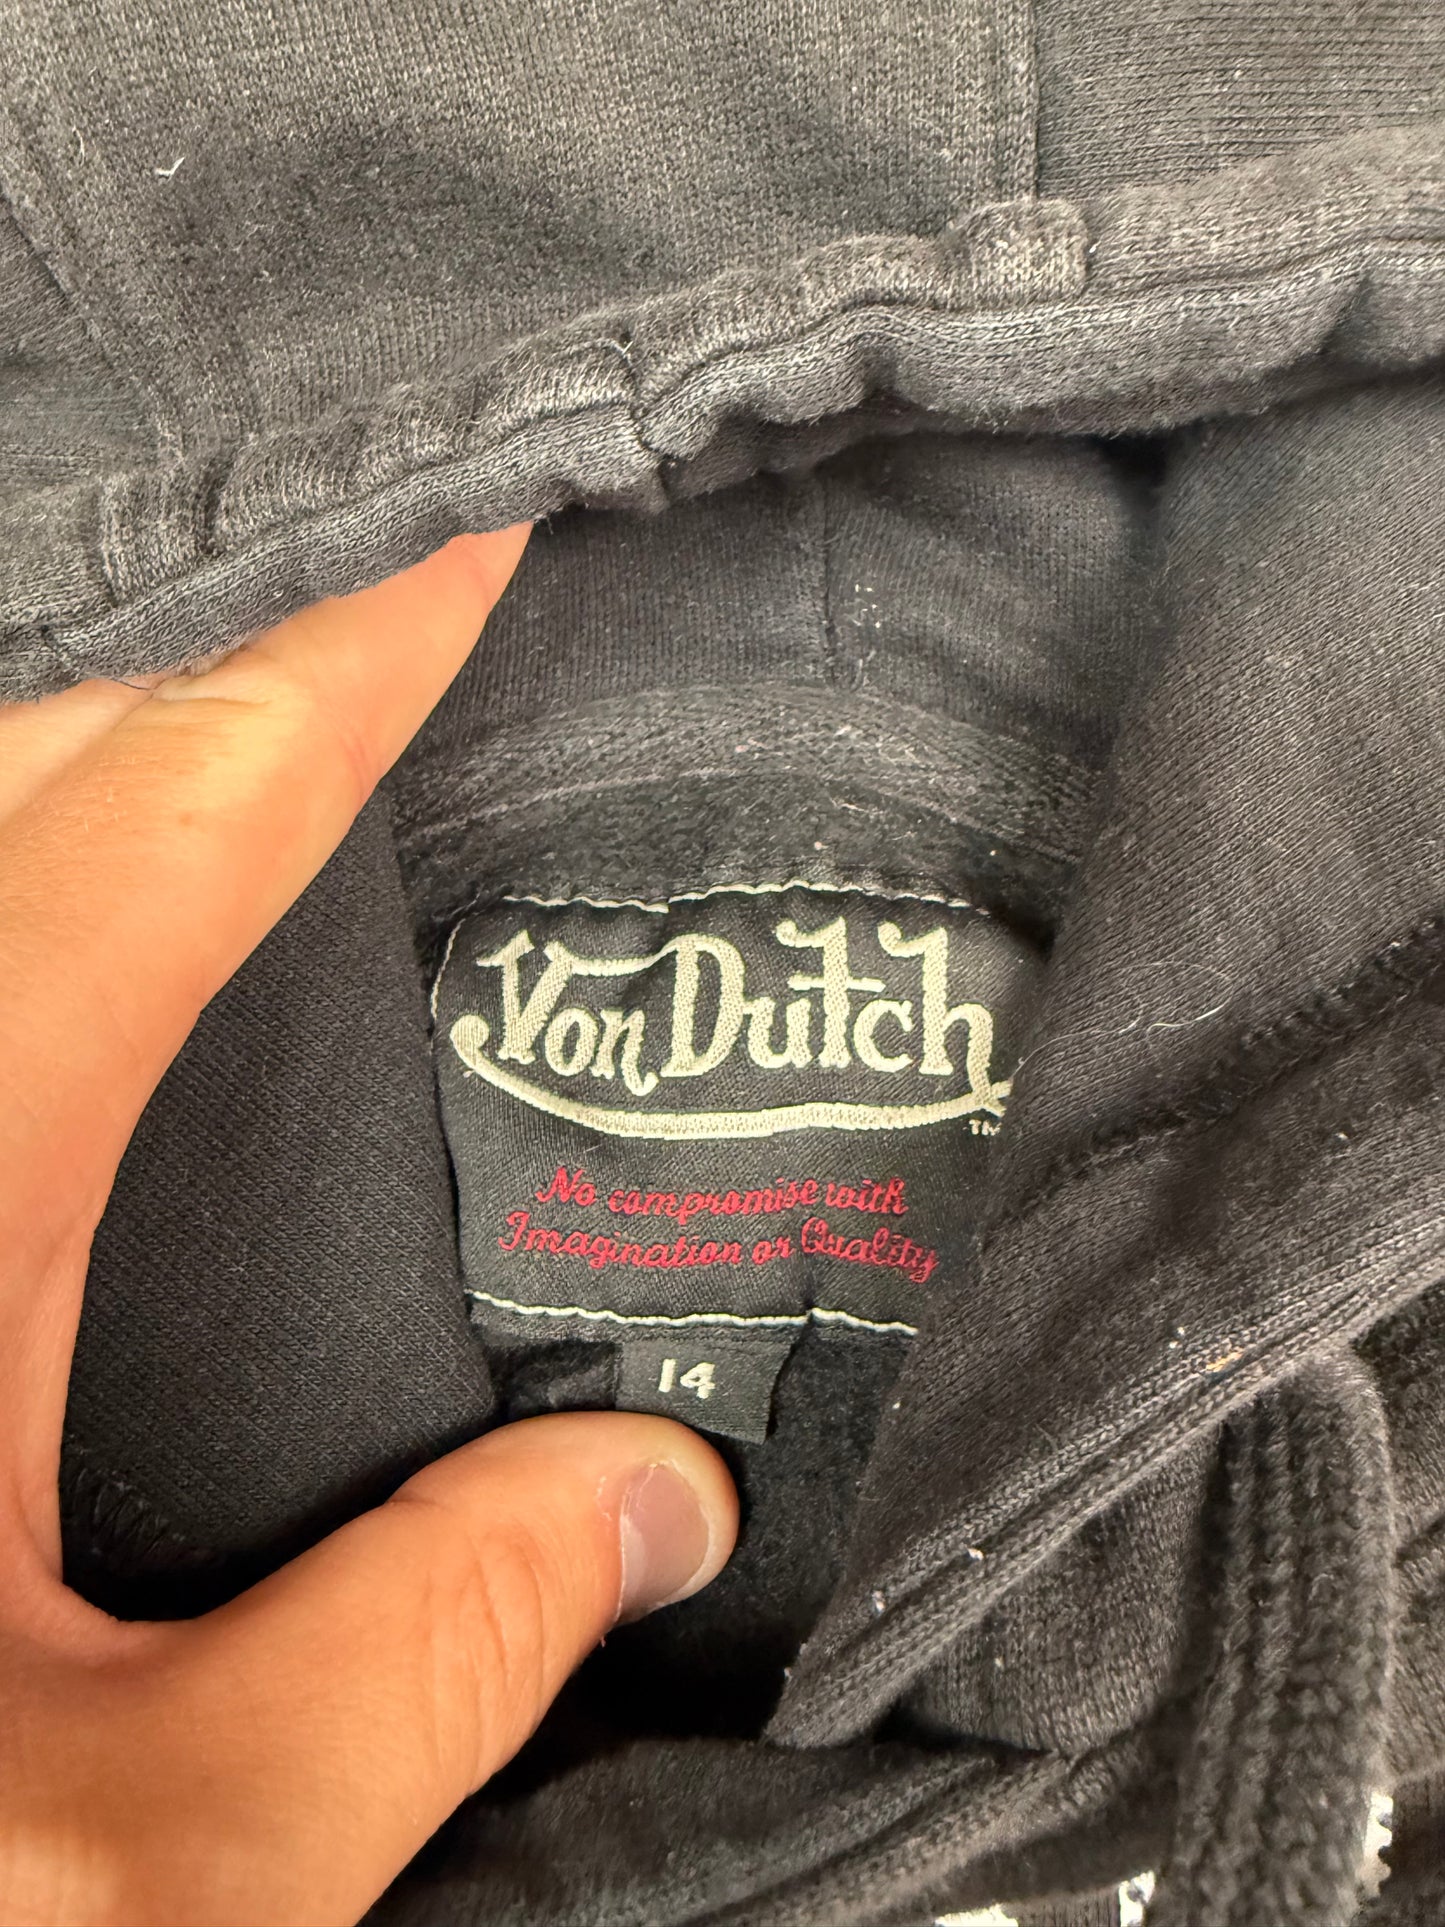 Von Dutch
TM
No compromise with
Imagination or Quality
14